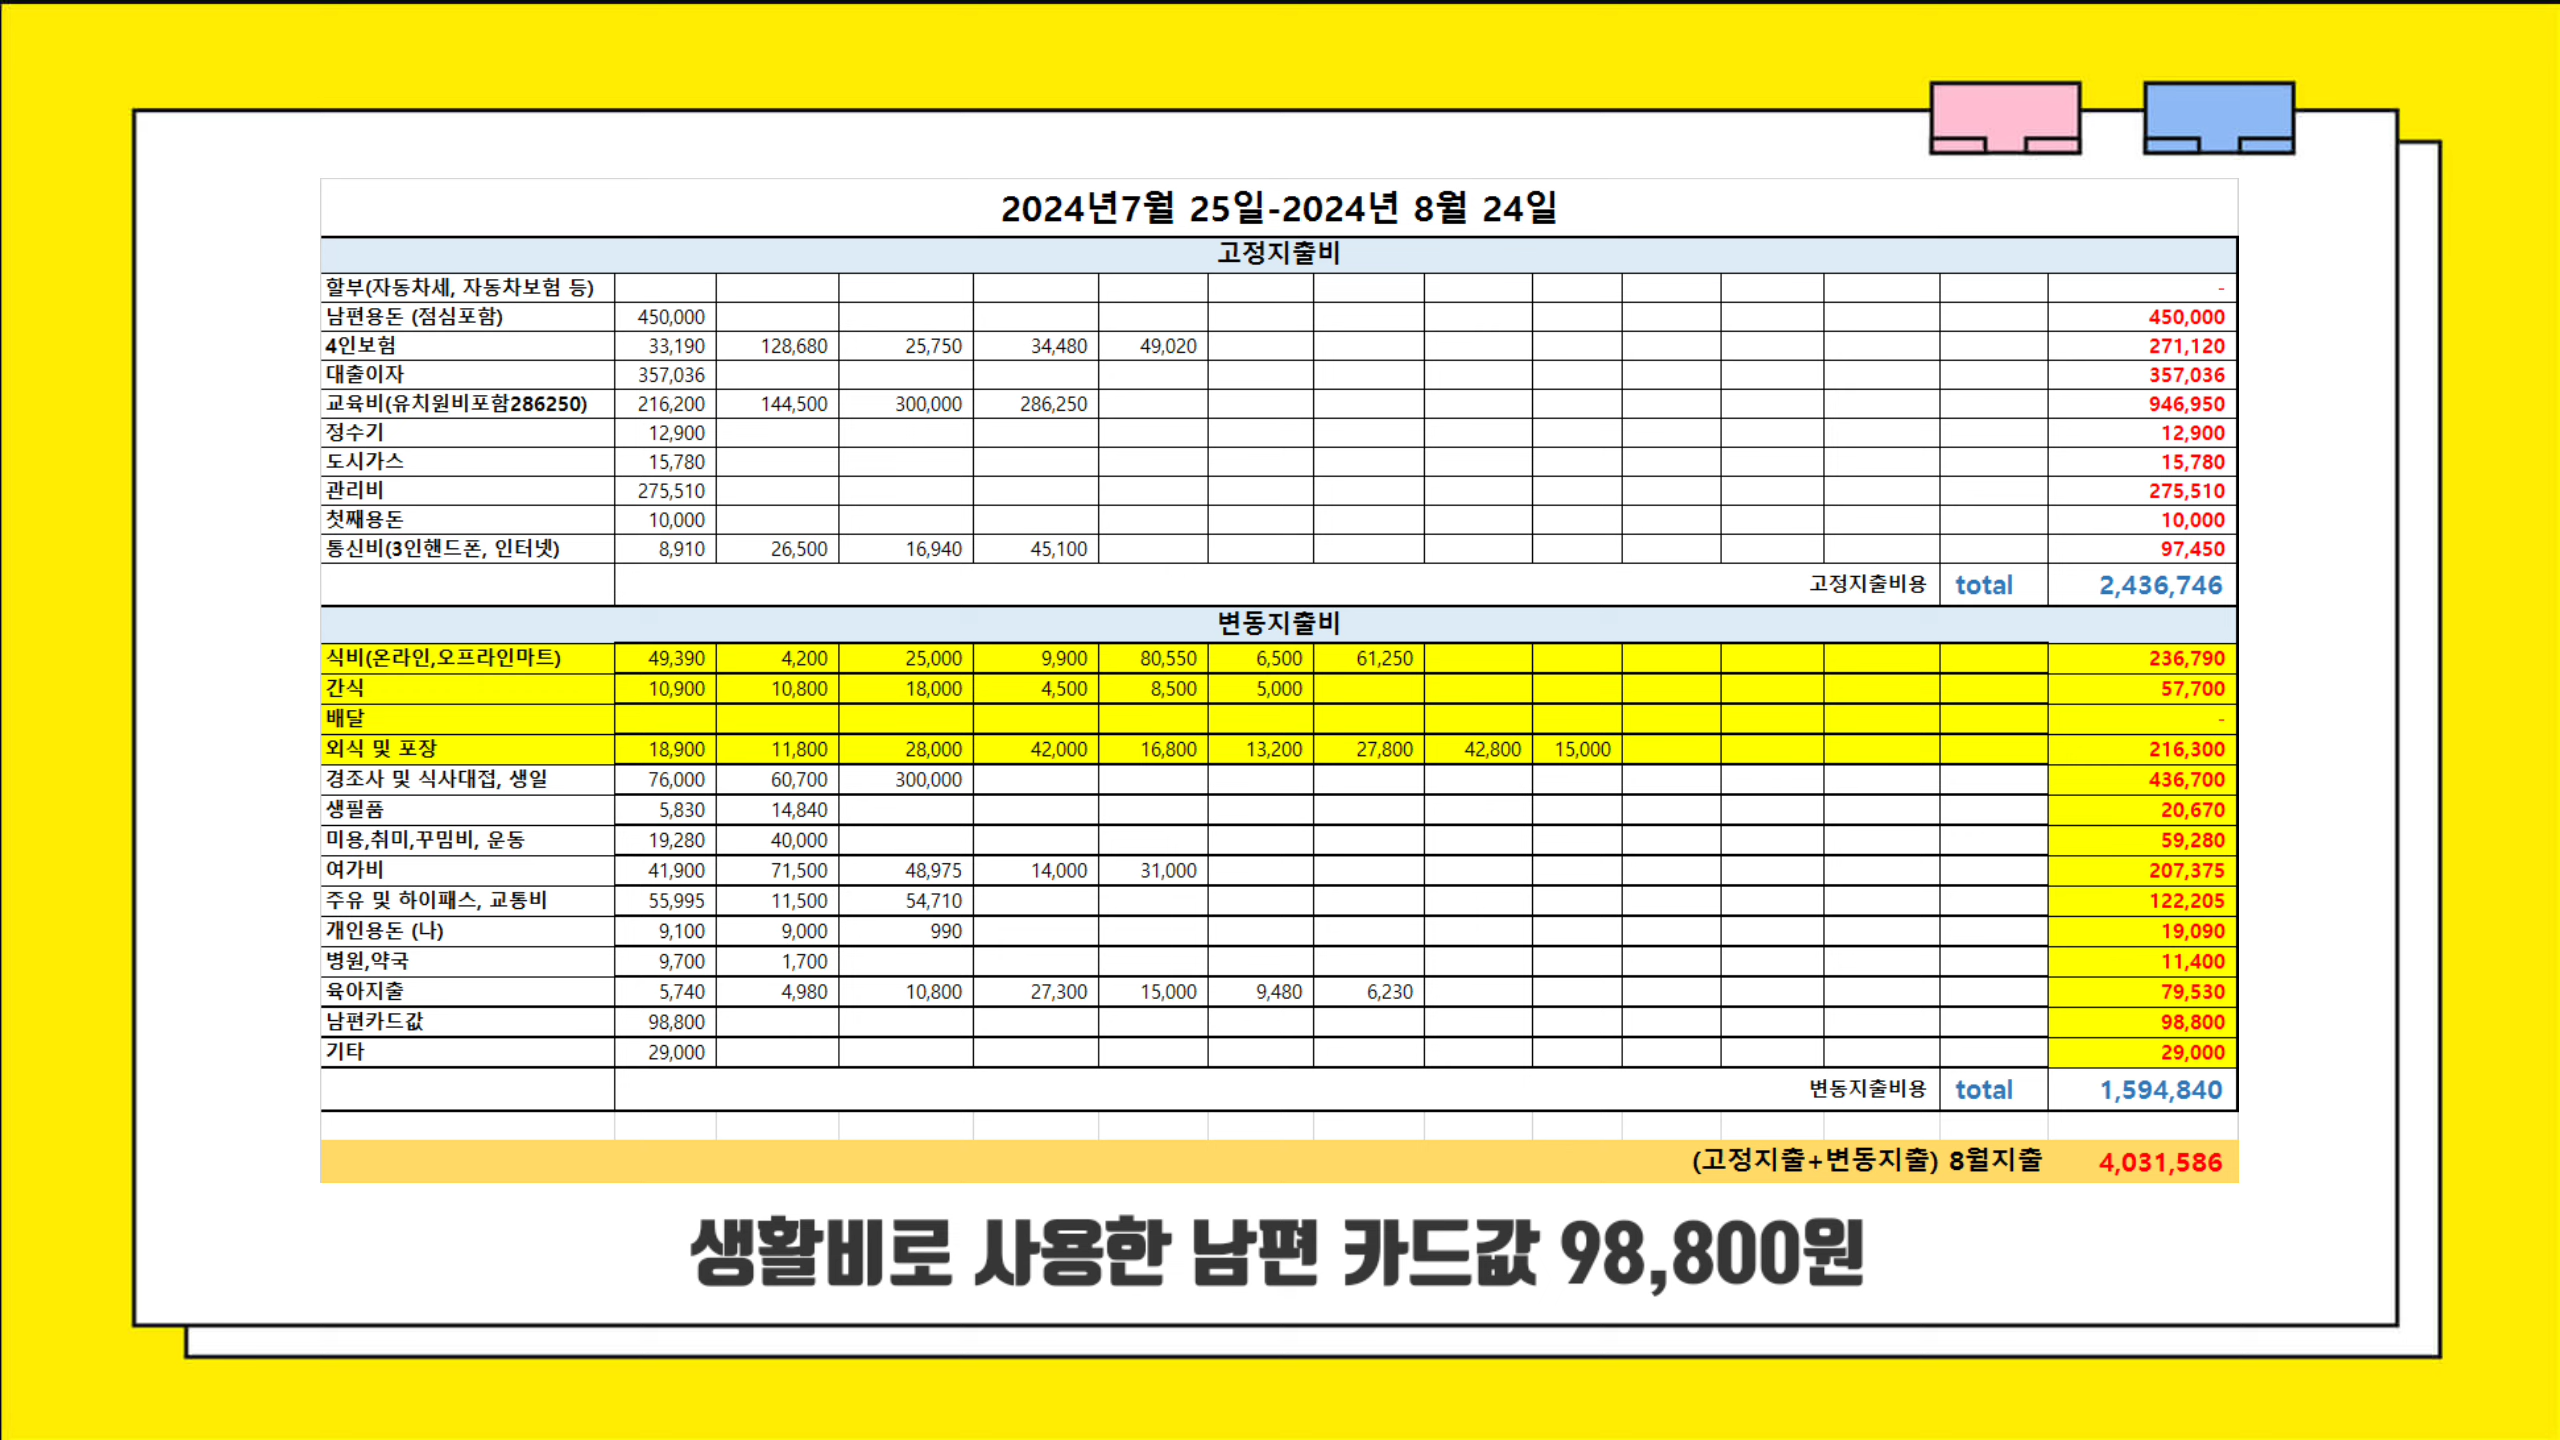 2024년7월 25일-2024년 8월 24일
고정지출비
할부(자동차세, 자동차보험 등) -
남편용돈 (점심포함) 450,000 450,000
4인보험 33,190 128,680 25,750 34,480 49,020 271,120
대출이자 357,036 357,036
교육비(유치원비포함286250) 216,200 144,500 300,000 286,250 946,950
정수기 12,900 12,900
도시가스 15,780 15,780
관리비 275,510 275,510
첫째용돈 10,000 10,000
통신비(3인핸드폰, 인터넷) 8,910 26,500 16,940 45,100 97,450
고정지출비용 total 2,436,746
변동지출비
식비(온라인,오프라인마트) 49,390 4,200 25,000 9,900 80,550 6,500 61,250 236,790
간식 10,900 10,800 18,000 4,500 8,500 5,000 57,700
배달 -
외식 및 포장 18,900 11,800 28,000 42,000 16,800 13,200 27,800 42,800 15,000 216,300
경조사 및 식사대접, 생일 76,000 60,700 300,000 436,700
생필품 5,830 14,840 20,670
미용,취미,꾸밈비, 운동 19,280 40,000 59,280
여가비 41,900 71,500 48,975 14,000 31,000 207,375
주유 및 하이패스, 교통비 55,995 11,500 54,710 122,205
개인용돈 (나) 9,100 9,000 990 19,090
병원,약국 9,700 1,700 11,400
육아지출 5,740 4,980 10,800 27,300 15,000 9,480 6,230 79,530
남편카드값 98,800 98,800
기타 29,000 29,000
변동지출비용 total 1,594,840
(고정지출+변동지출) 8월지출 4,031,586
생활비로 사용한 남편 카드값 98,800원